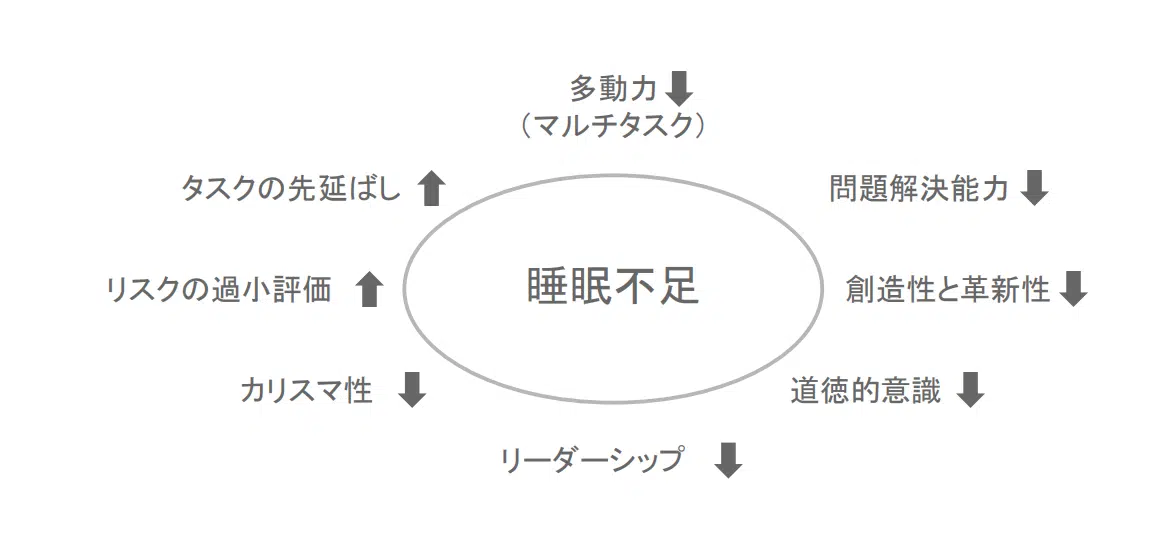 多動力⬇
（マルチタスク）
タスクの先延ばし ⬆
問題解決能力⬇
リスクの過小評価 ⬆
睡眠不足
創造性と革新性⬇
カリスマ性 ⬇
道徳的意識 ⬇
リーダーシップ ⬇